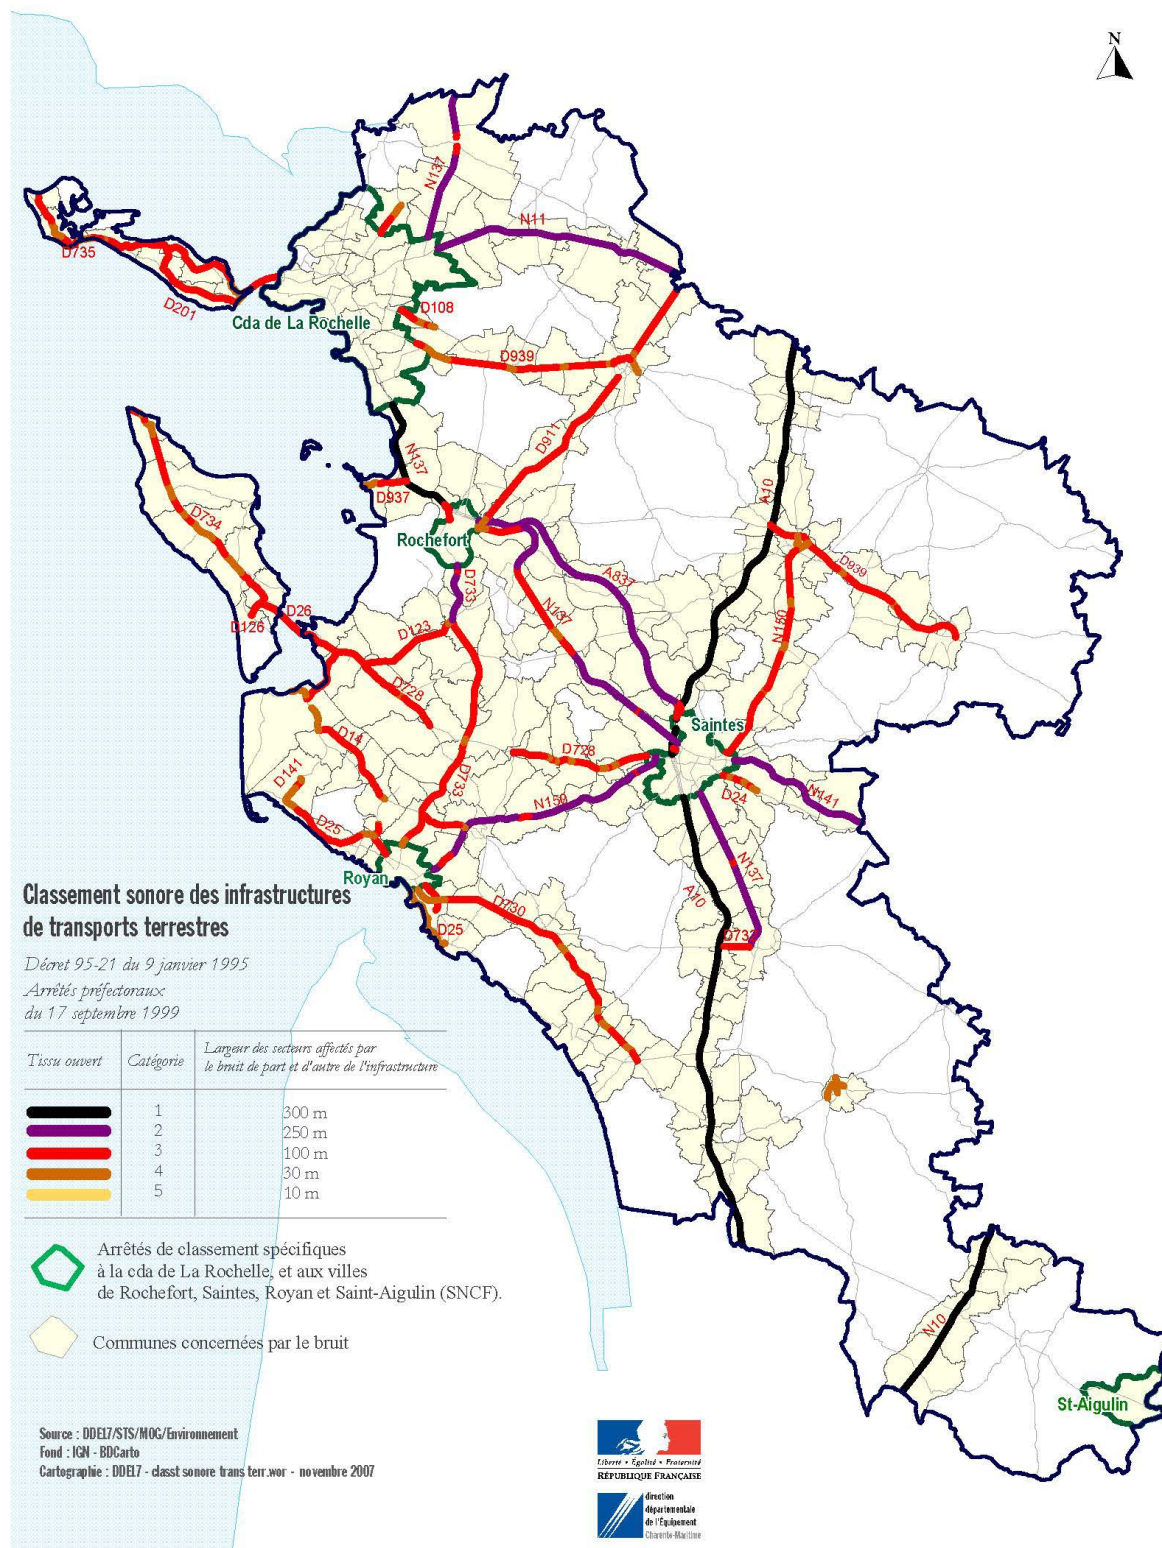 N
N137
N11
D735
D201
D108
Cda de La Rochelle
D939
D911
N137
A10
D937
D734
Rochefort
D939
A837
D733
N137
D26
D126
D123
N150
D728
Saintes
D14
D728
D141
D733
D24
N141
N150
D25
N137
Royan
A10
D730
D25
D732
Classement sonore des infrastructures
de transports terrestres
Décret 95-21 du 9 janvier 1995
Arrêtés préfectoraux
du 17 septembre 1999
Tissu ouvert Catégorie Largeur des secteurs affectés par
le bruit de part et d'autre de l'infrastructure
1 300 m
2 250 m
3 100 m
4 30 m
5 10 m
Arrêtés de classement spécifiques
à la cda de La Rochelle, et aux villes
de Rochefort, Saintes, Royan et Saint-Aigulin (SNCF).
Communes concernées par le bruit
N10
St-Aigulin
Source : DDE17/STS/MOG/Environnement
Fond : IGN - BDCarto
Cartographie : DDE17 - classt sonore trans terr.wor - novembre 2007
Liberté • Égalité • Fraternité
RÉPUBLIQUE FRANÇAISE
direction
départementale
de l'Équipement
Charente-Maritime